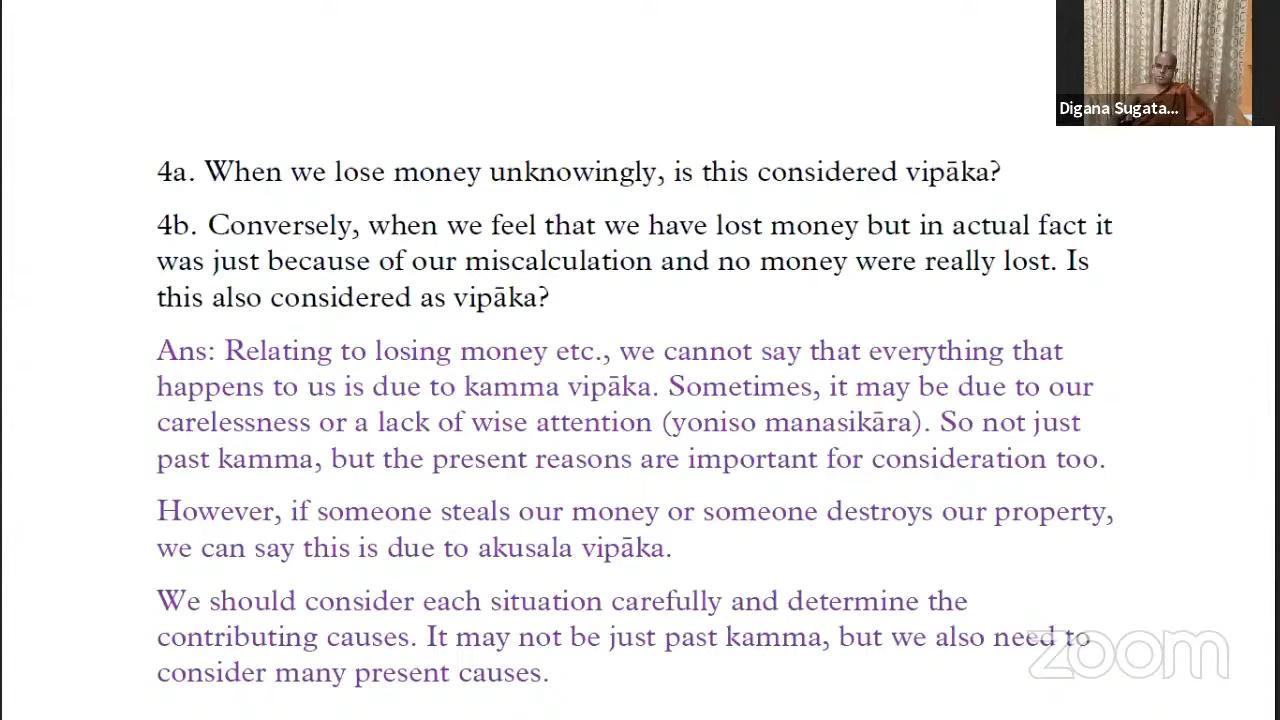 Digana Sugata...
4a. When we lose money unknowingly, is this considered vipāka?
4b. Conversely, when we feel that we have lost money but in actual fact it
was just because of our miscalculation and no money were really lost. Is
this also considered as vipāka?
Ans: Relating to losing money etc., we cannot say that everything that
happens to us is due to kamma vipāka. Sometimes, it may be due to our
carelessness or a lack of wise attention (yoniso manasikāra). So not just
past kamma, but the present reasons are important for consideration too.
However, if someone steals our money or someone destroys our property,
we can say this is due to akusala vipāka.
We should consider each situation carefully and determine the
contributing causes. It may not be just past kamma, but we also need to
consider many present causes.
zoom